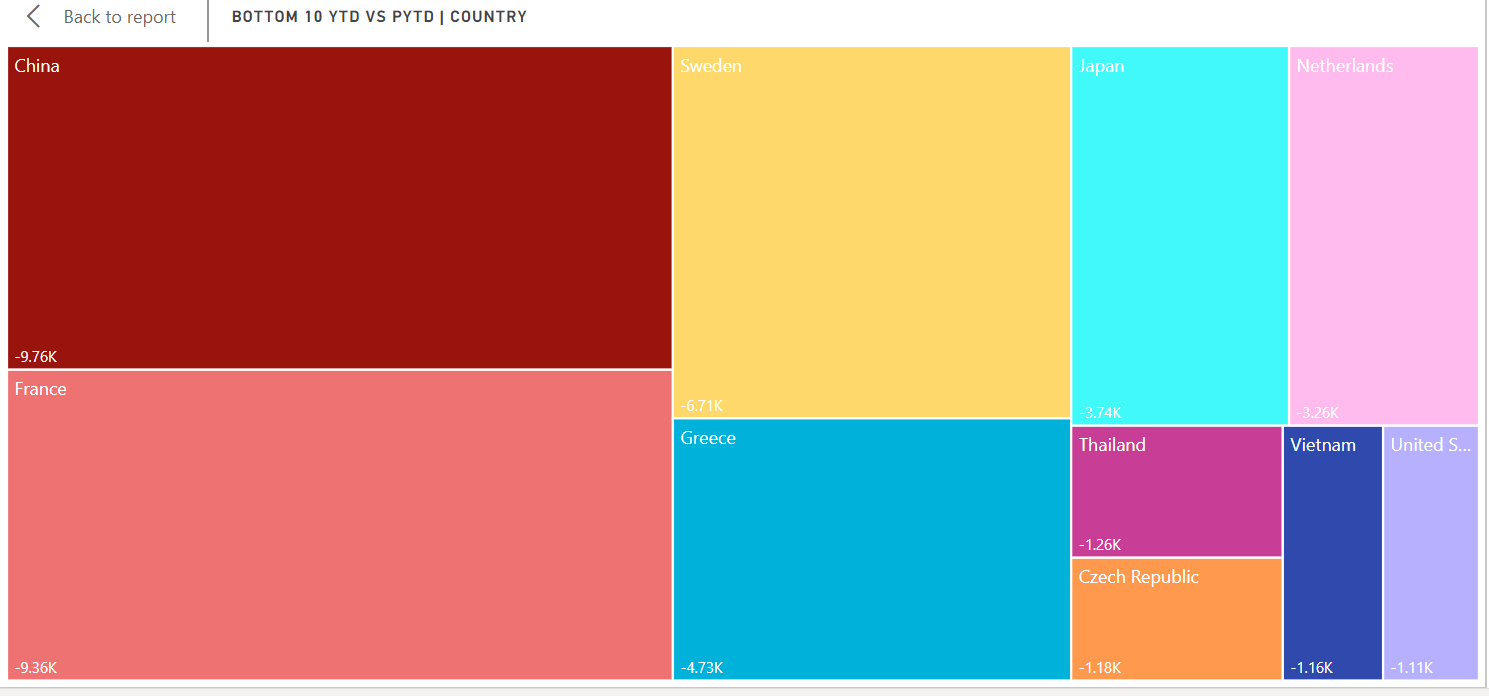 Back to report
BOTTOM 10 YTD VS PYTD | COUNTRY
China
-9.76K
France
-9.36K
Sweden
-6.71K
Greece
-4.73K
Japan
-3.74K
Netherlands
-3.26K
Thailand
-1.26K
Czech Republic
-1.18K
Vietnam
-1.16K
United S...
-1.11K